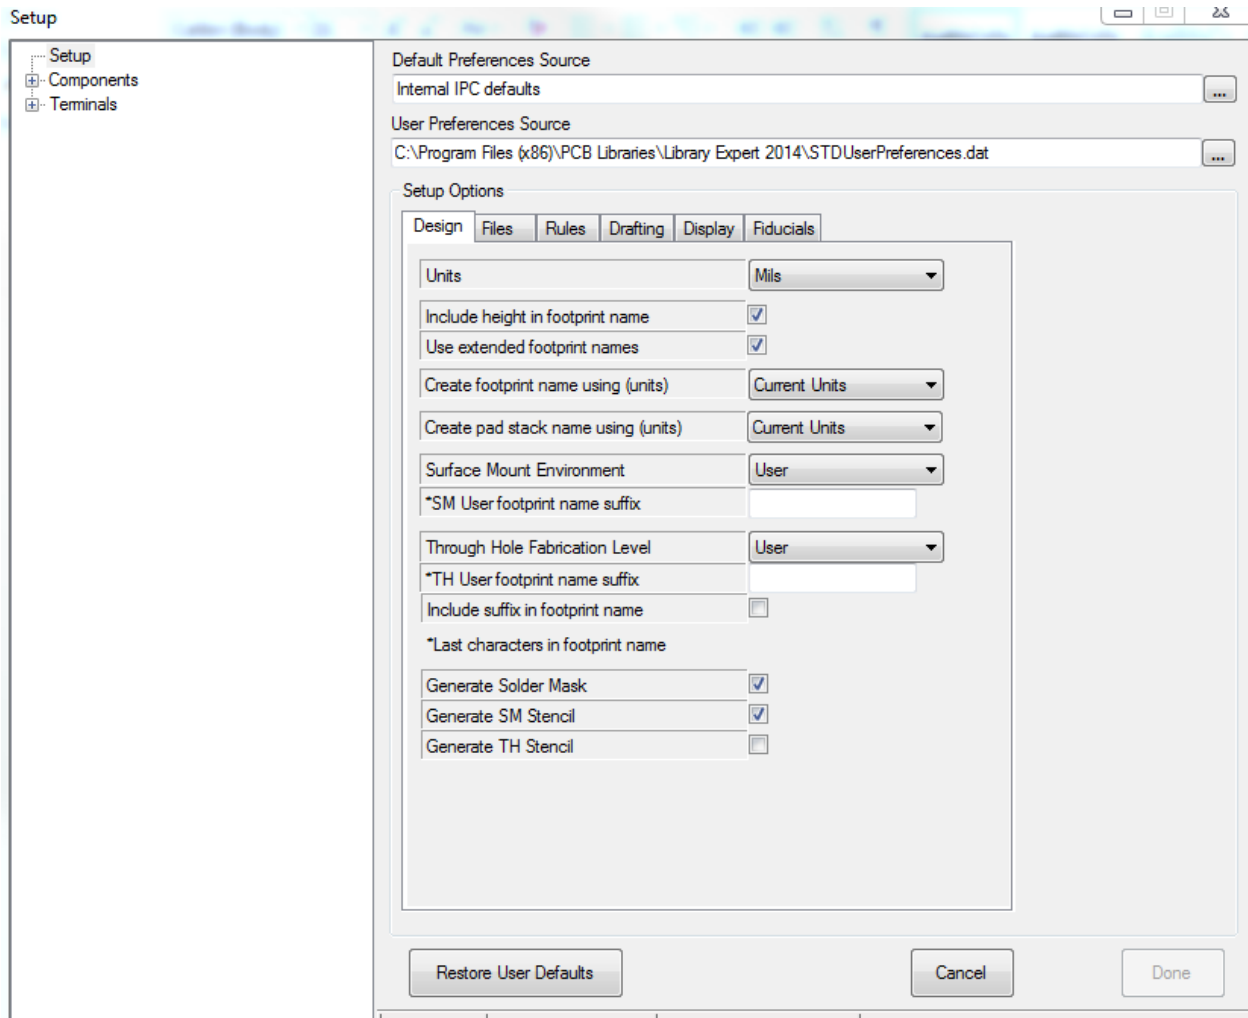 Setup
Setup
Components
Terminals
Default Preferences Source
Internal IPC defaults
...
User Preferences Source
C:\Program Files (x86)\PCB Libraries\Library Expert 2014\STDUserPreferences.dat
...
Setup Options
Design Files Rules Drafting Display Fiducials
Units Mils
Include height in footprint name
Use extended footprint names
Create footprint name using (units) Current Units
Create pad stack name using (units) Current Units
Surface Mount Environment User
*SM User footprint name suffix
Through Hole Fabrication Level User
*TH User footprint name suffix
Include suffix in footprint name
*Last characters in footprint name
Generate Solder Mask
Generate SM Stencil
Generate TH Stencil
Restore User Defaults Cancel Done